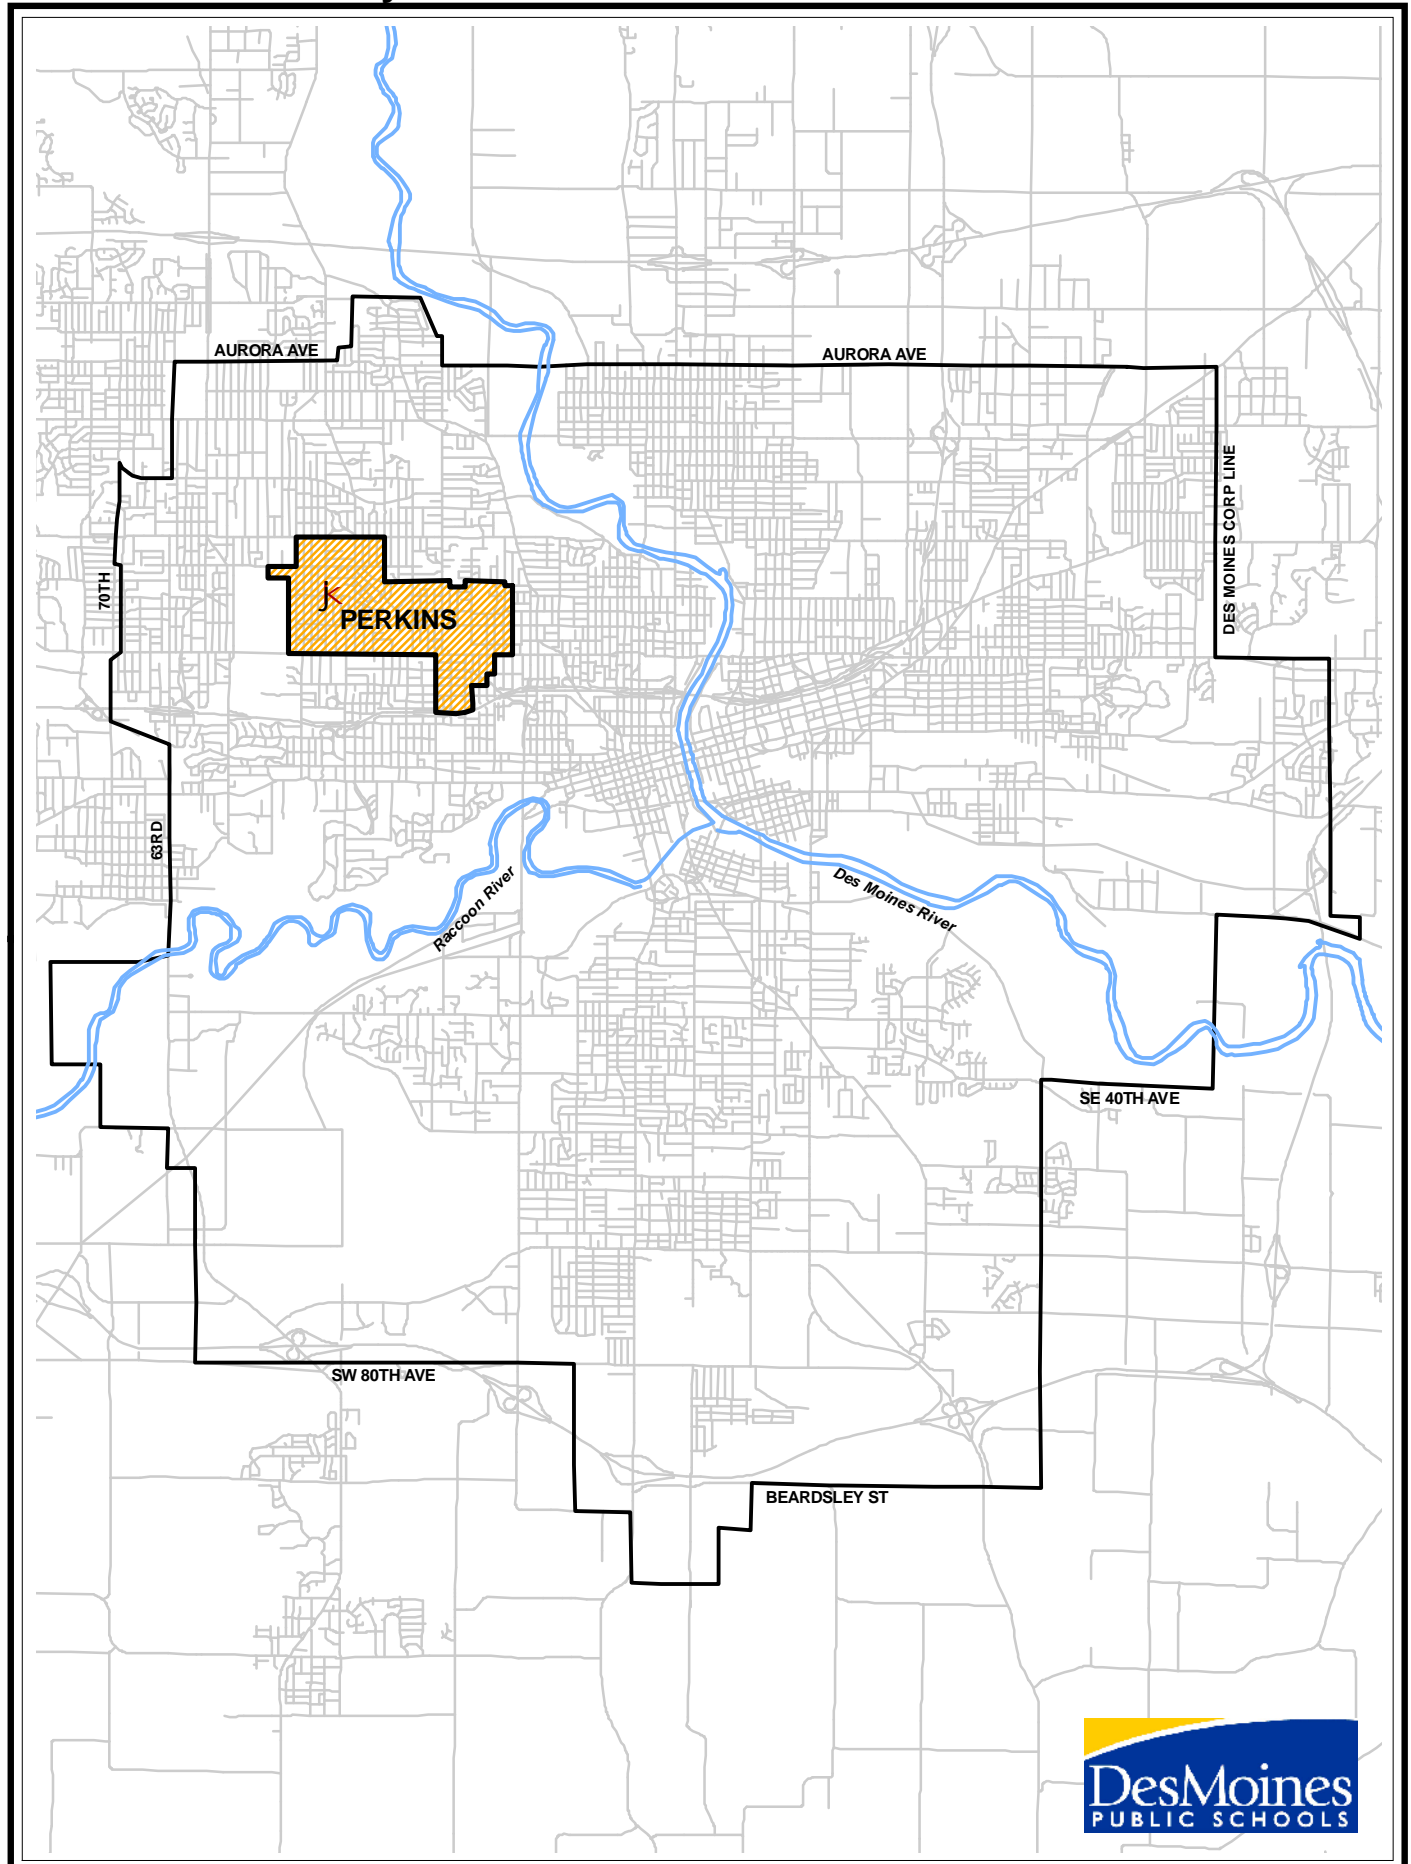 AURORA AVE
AURORA AVE
DES MOINES CORP LINE
70TH
jk
PERKINS
63RD
Raccoon River
Des Moines River
SE 40TH AVE
SW 80TH AVE
BEARDSLEY ST
DesMoines
PUBLIC SCHOOLS